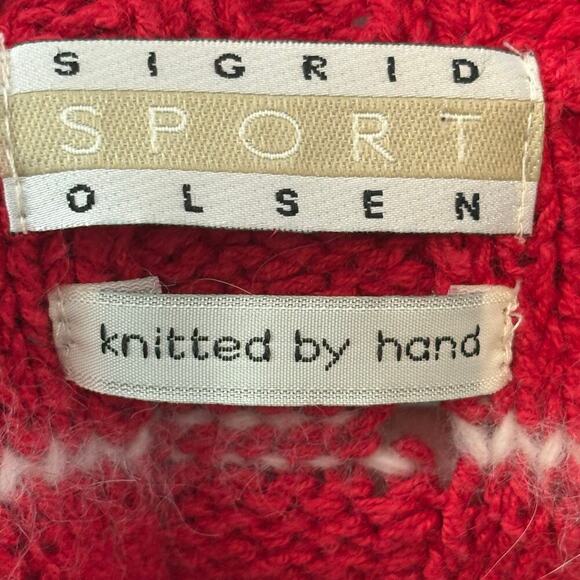 SIGRID
SPORT
OLSEN
knitted by hand